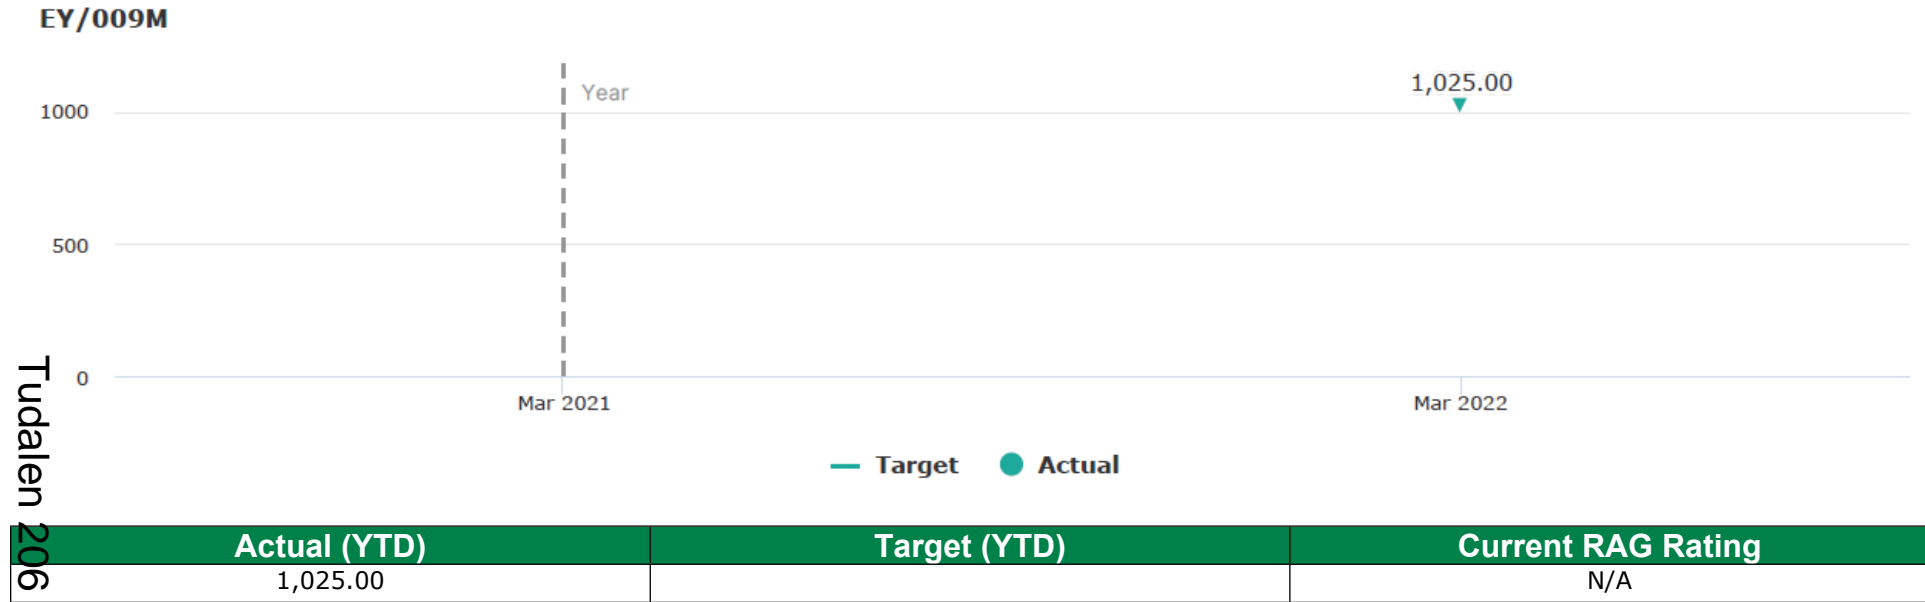 EY/009M
Year
1,025.00
1000
500
0
Mar 2021
Mar 2022
Target
Actual
Tudalen 206
Actual (YTD)
Target (YTD)
Current RAG Rating
1,025.00
N/A